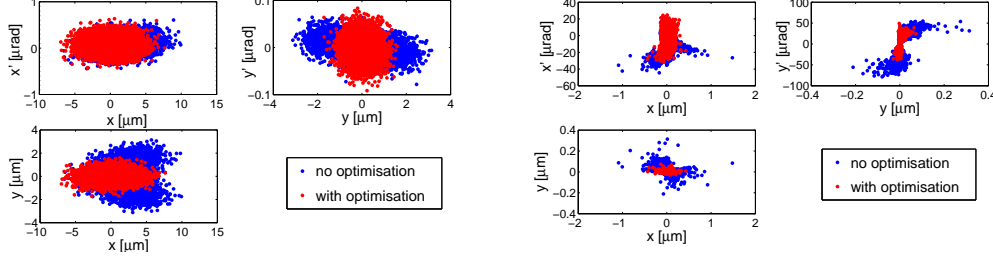 1
0
−1
x' [μrad]
−10 −5 0 5 10 15
x [μm]
0.1
0
−0.1
y' [μrad]
−4 −2 0 2 4
y [μm]
4
2
0
−2
−4
y [μm]
−10 −5 0 5 10 15
x [μm]
no optimisation
with optimisation
40
20
0
−20
−40
−60
x' [μrad]
−2 −1 0 1 2
x [μm]
100
50
0
−50
−100
y' [μrad]
−0.4 −0.2 0 0.2 0.4
y [μm]
0.4
0.2
0
−0.2
−0.4
y [μm]
−2 −1 0 1 2
x [μm]
no optimisation
with optimisation